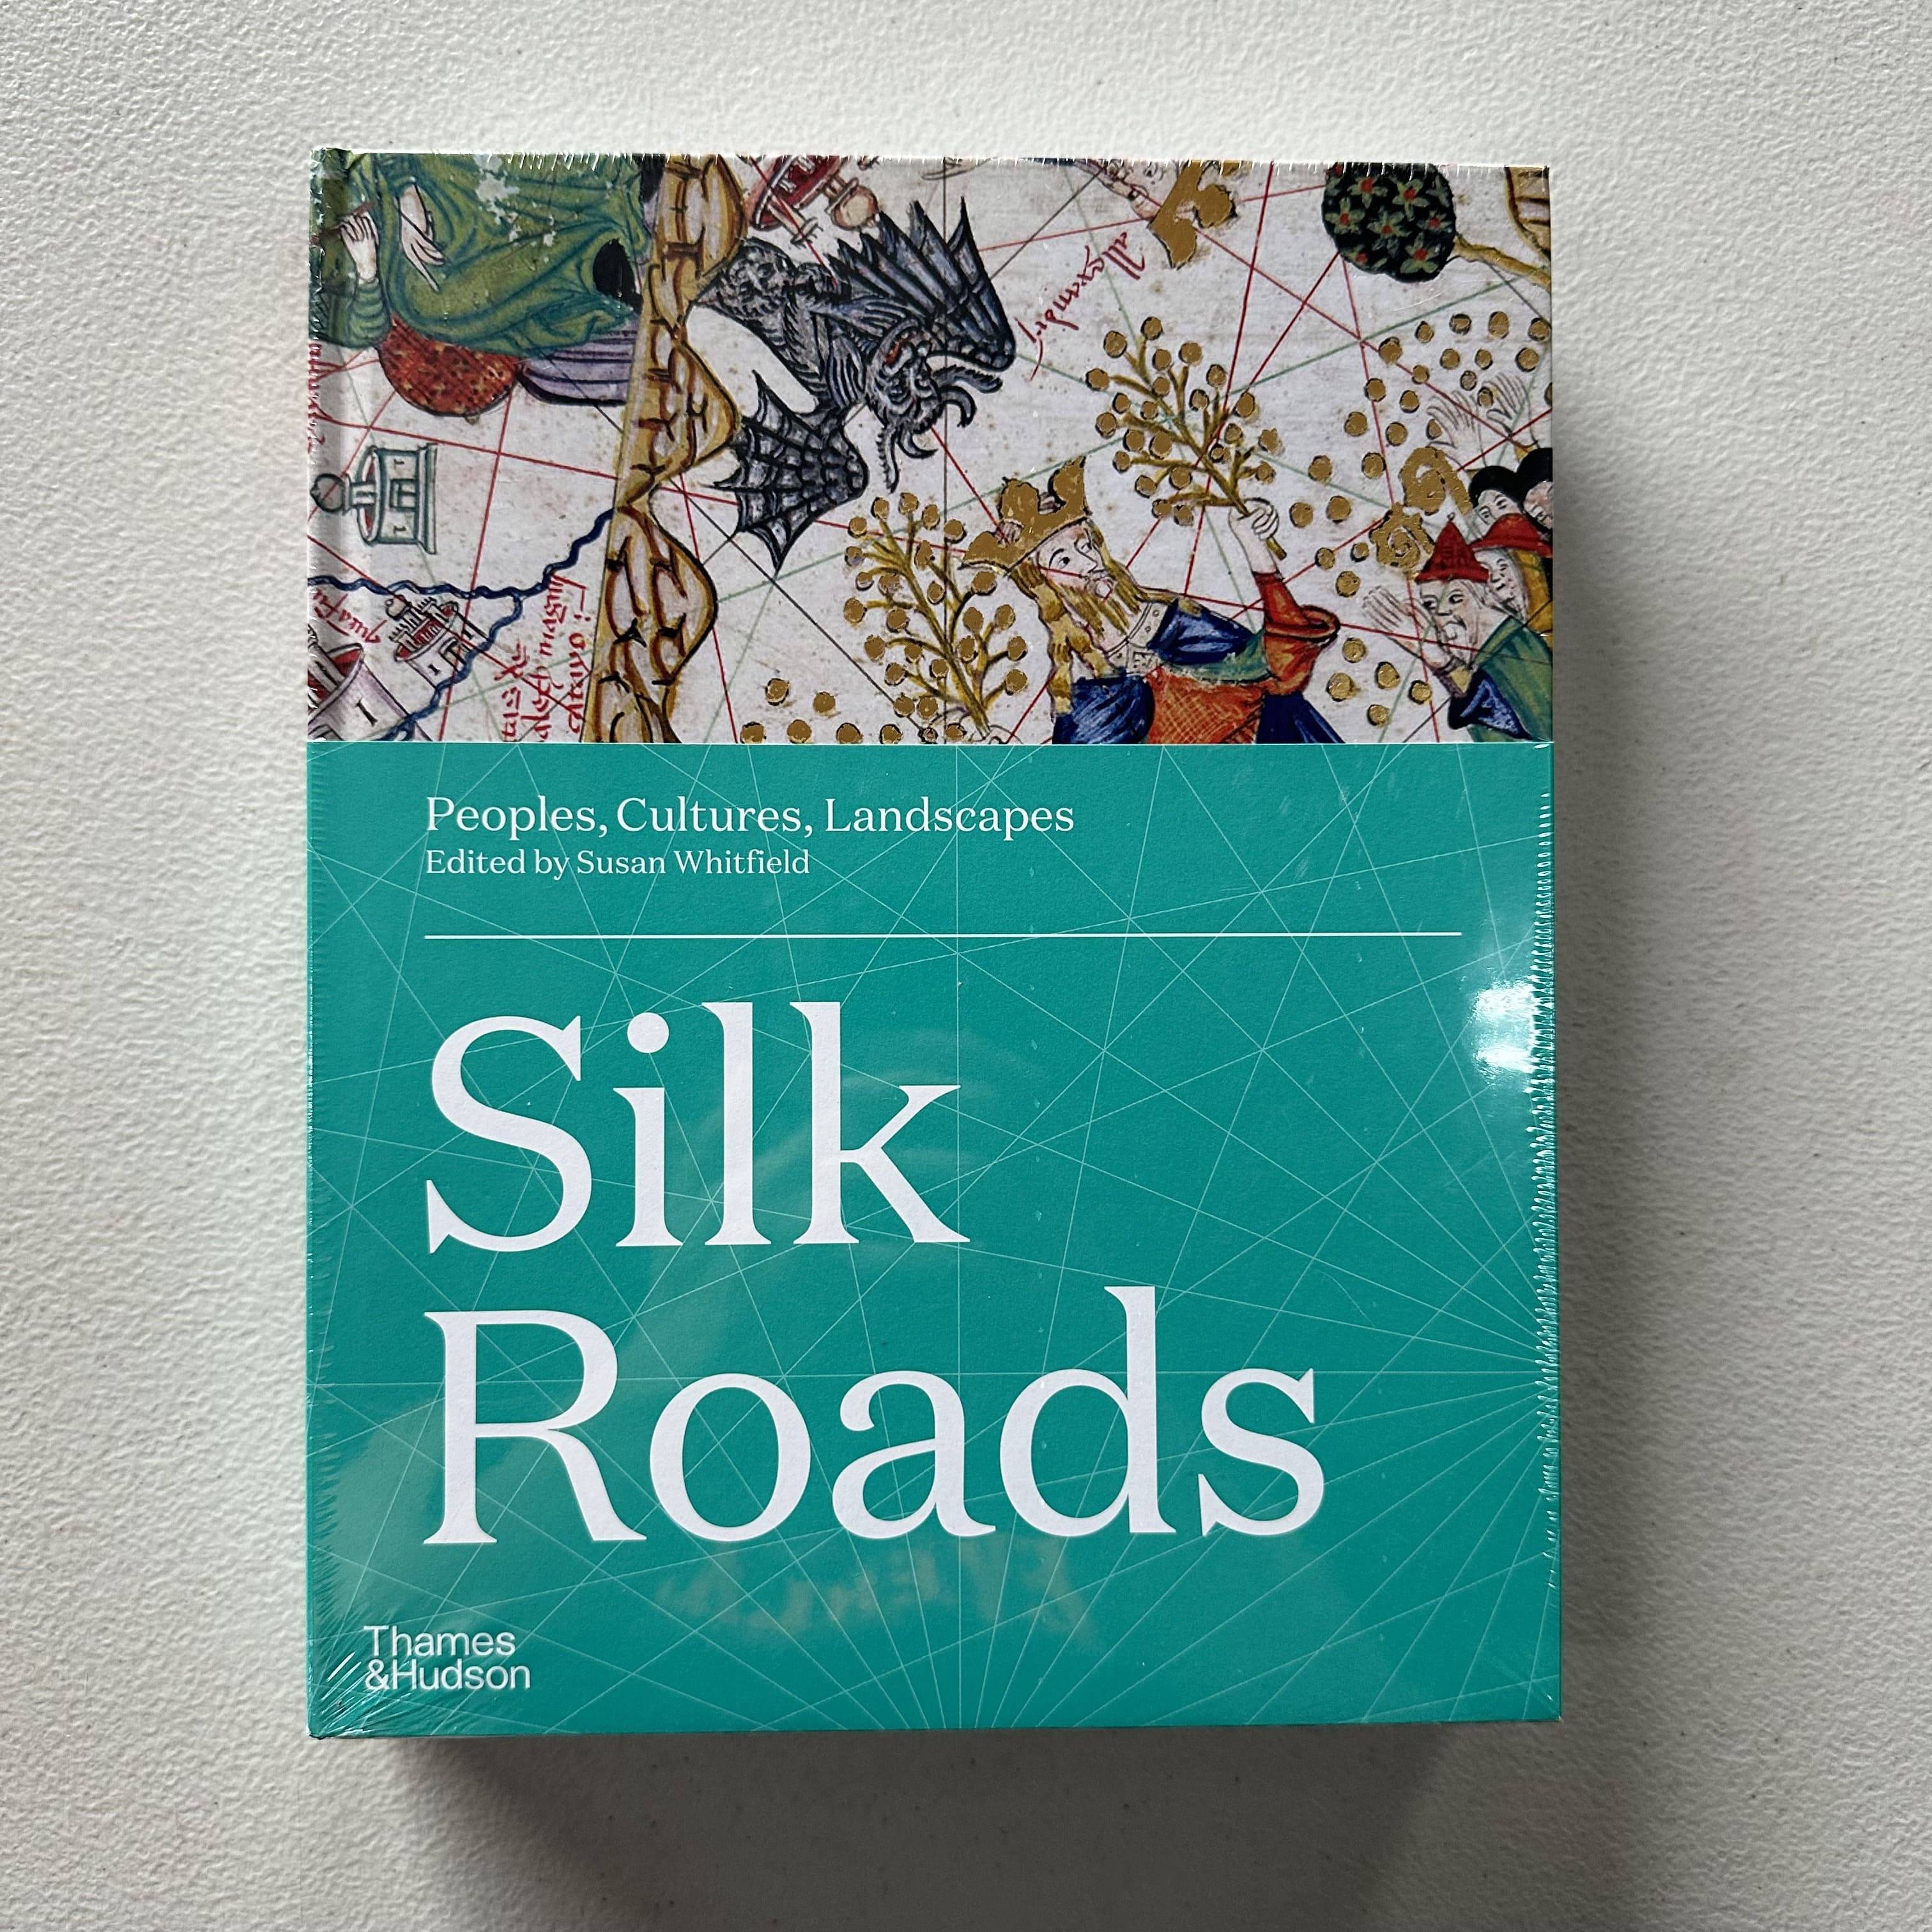 Peoples, Cultures, Landscapes
Edited by Susan Whitfield
Silk
Roads
Thames
&Hudson